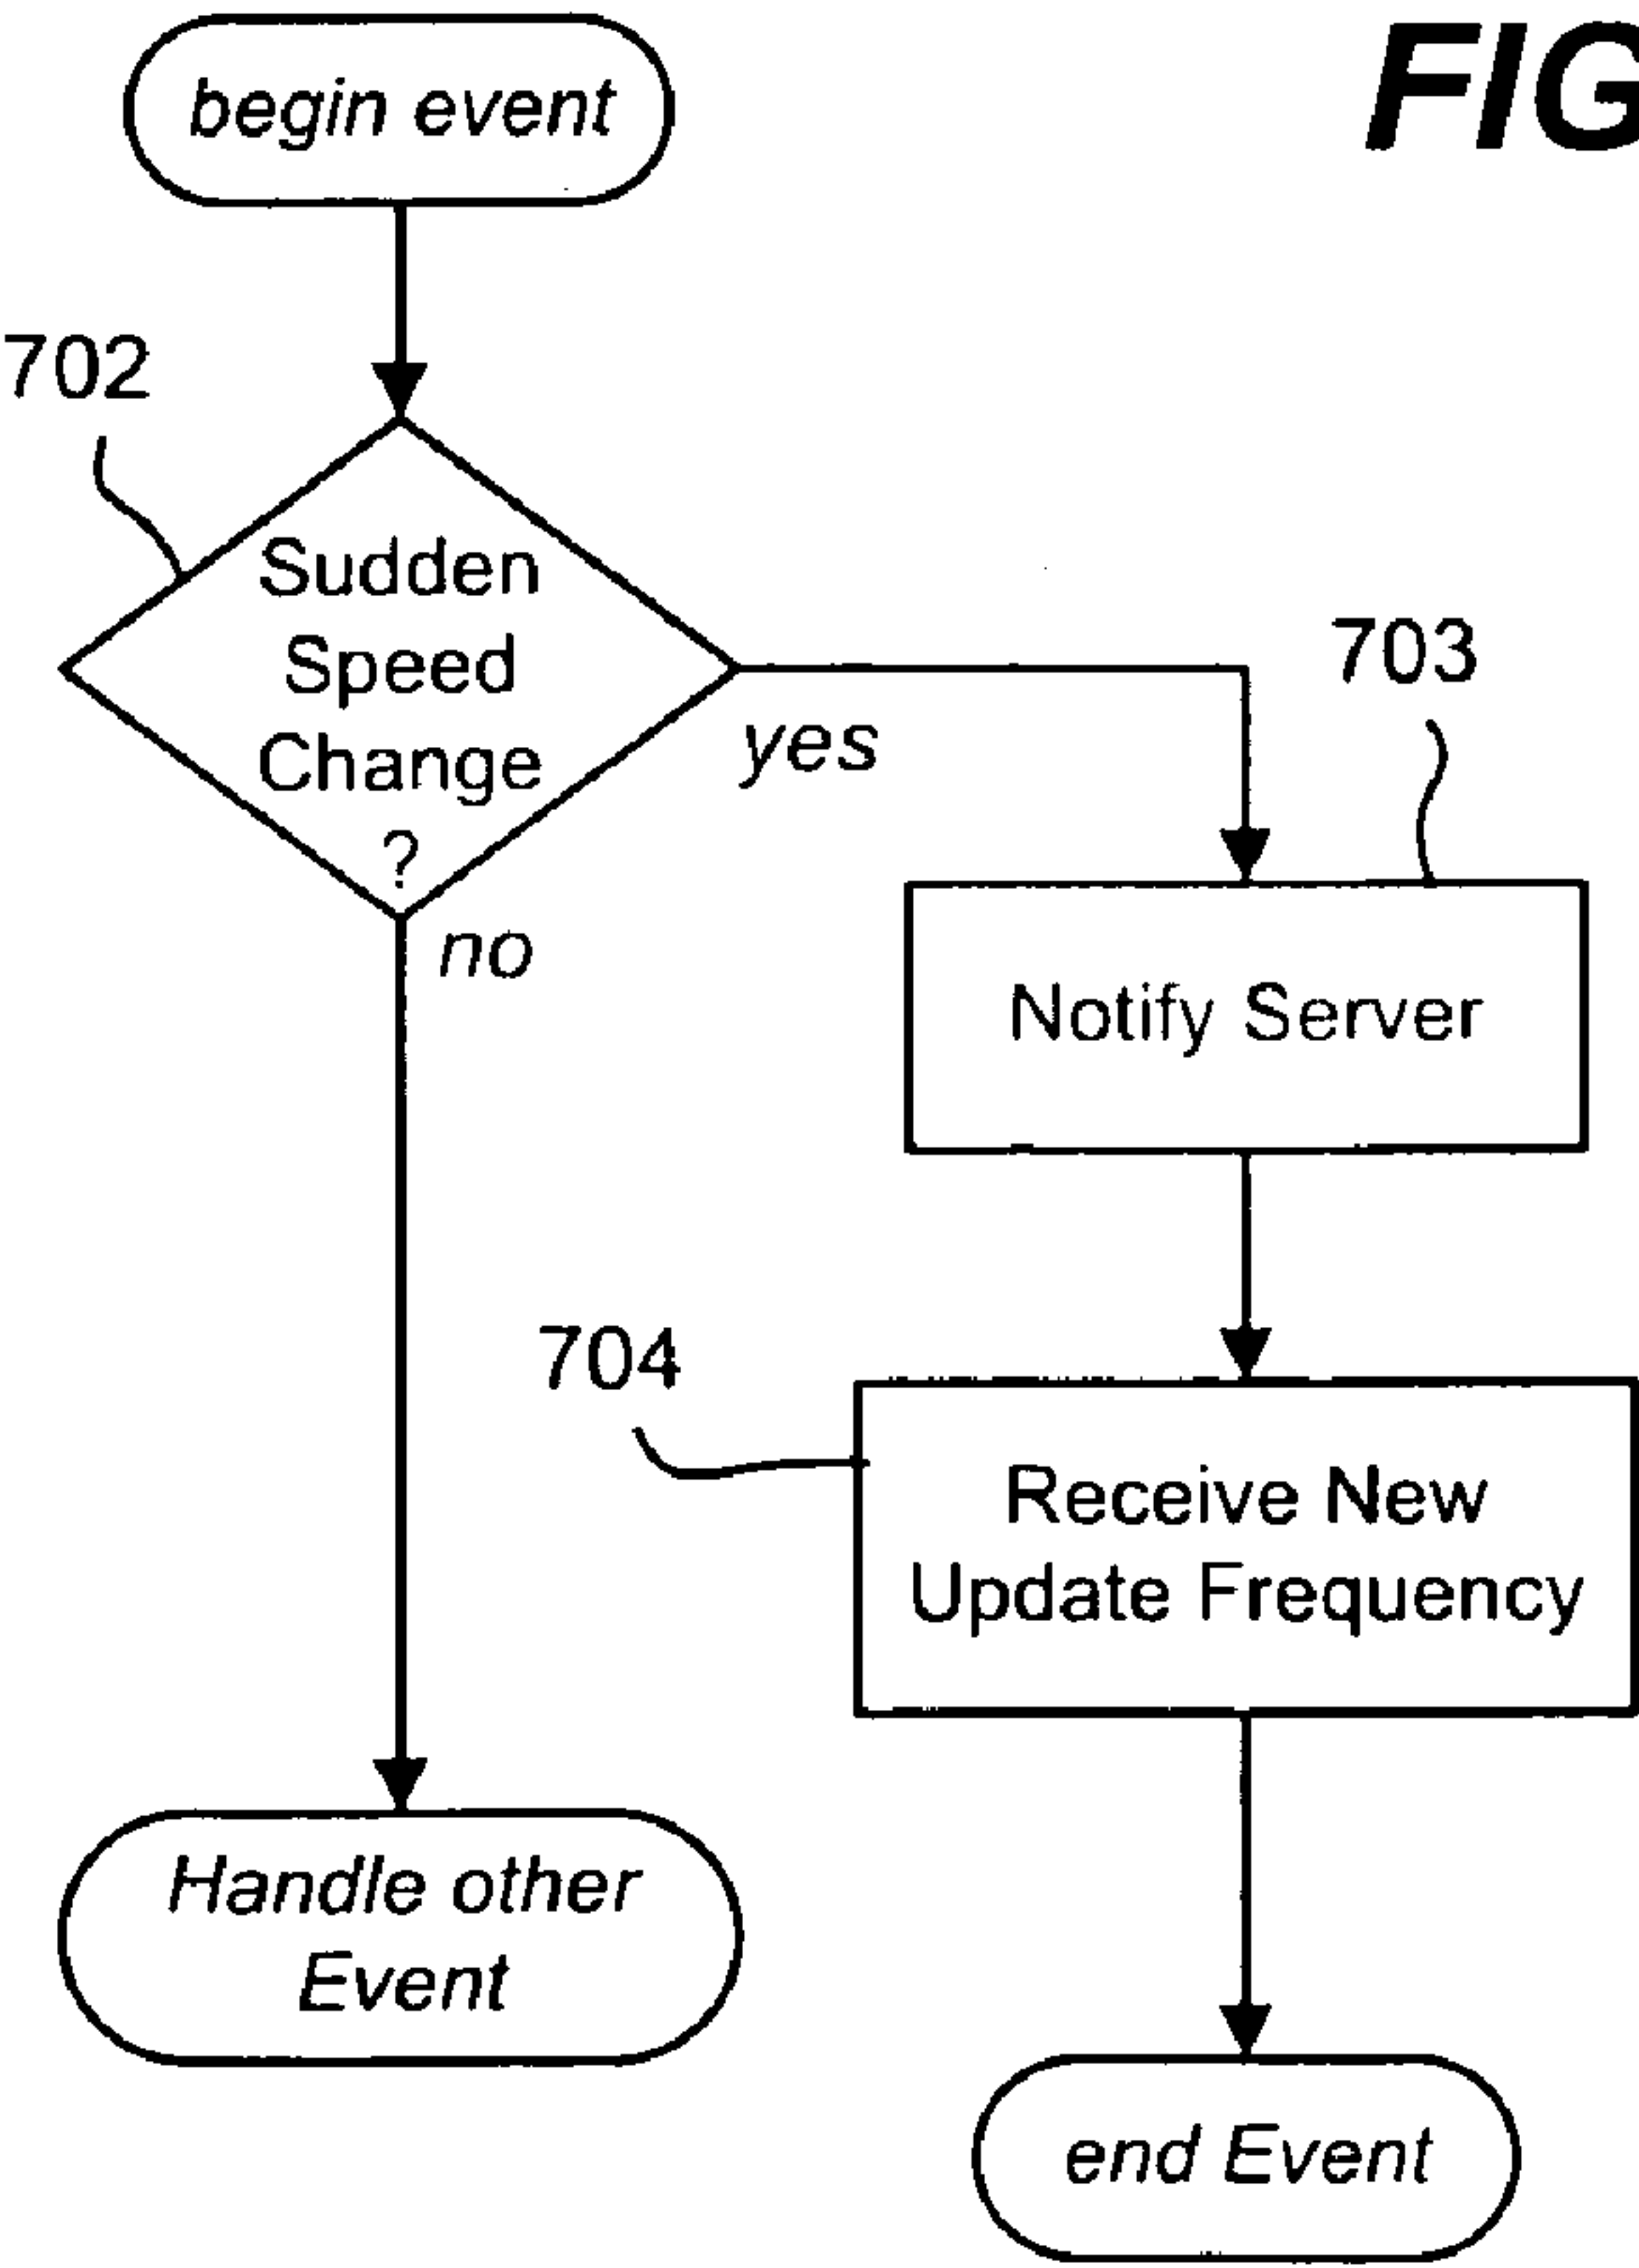 begin event
FIG
702
Sudden
Speed
Change
?
yes
no
703
Notify Server
704
Receive New
Update Frequency
Handle other
Event
end Event